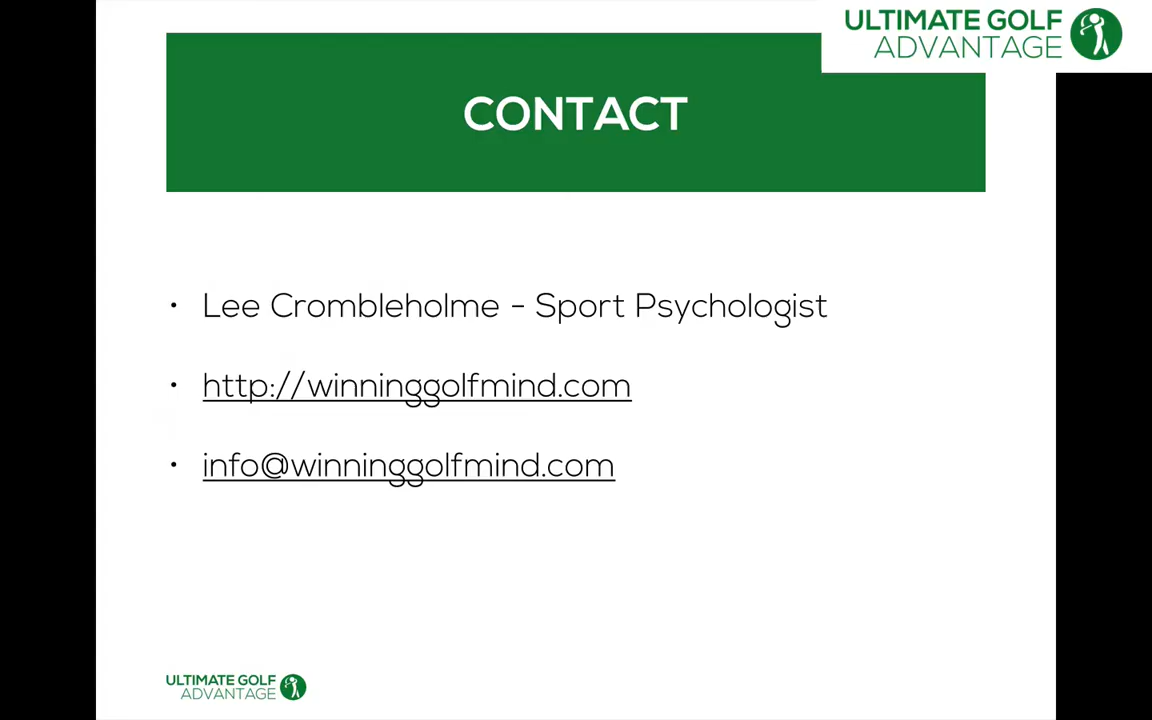 ULTIMATE GOLF
ADVANTAGE
CONTACT
• Lee Crombleholme - Sport Psychologist
• http://winninggolfmind.com
• info@winninggolfmind.com
ULTIMATE GOLF
ADVANTAGE